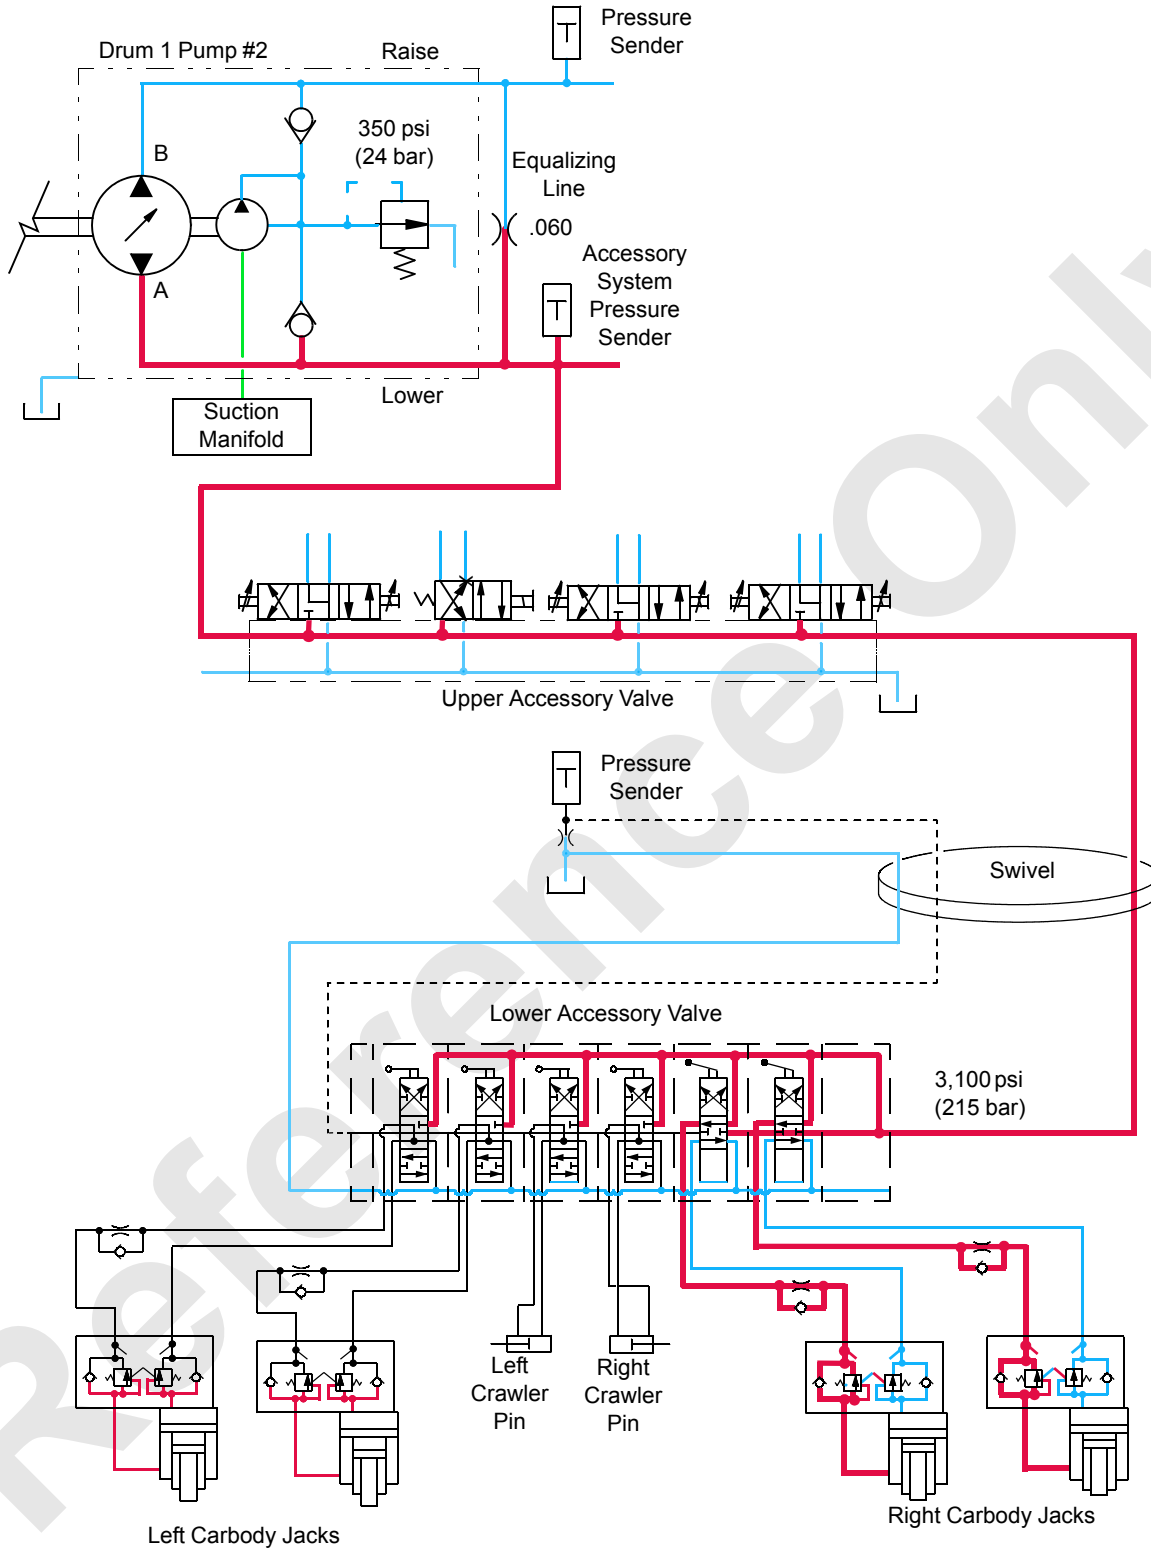 Pressure
Sender
Drum 1 Pump #2
Raise
350 psi
(24 bar)
B
Equalizing
Line
.060
Accessory
System
Pressure
Sender
A
Lower
Suction
Manifold
Upper Accessory Valve
Pressure
Sender
Swivel
Lower Accessory Valve
3,100 psi
(215 bar)
Left
Crawler
Pin
Right
Crawler
Pin
Left Carbody Jacks
Right Carbody Jacks
Reference Only